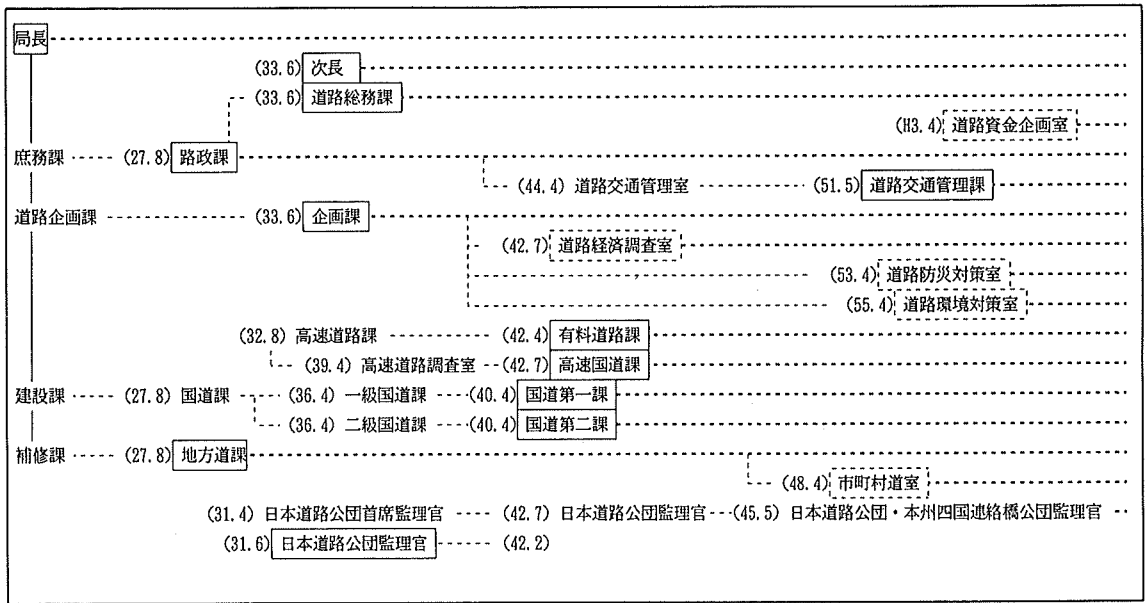 局長
(33.6) 次長
(33.6) 道路総務課
(H3.4) 道路資金企画室
庶務課 (27.8) 路政課
(44.4) 道路交通管理室 (51.5) 道路交通管理課
道路企画課 (33.6) 企画課
(42.7) 道路経済調査室
(53.4) 道路防災対策室
(55.4) 道路環境対策室
(32.8) 高速道路課 (42.4) 有料道路課
(39.4) 高速道路調査室 (42.7) 高速国道課
建設課 (27.8) 国道課 (36.4) 一級国道課 (40.4) 国道第一課
(36.4) 二級国道課 (40.4) 国道第二課
補修課 (27.8) 地方道課
(48.4) 市町村道室
(31.4) 日本道路公団首席監理官 (42.7) 日本道路公団監理官 (45.5) 日本道路公団・本州四国連絡橋公団監理官
(31.6) 日本道路公団監理官 (42.2)